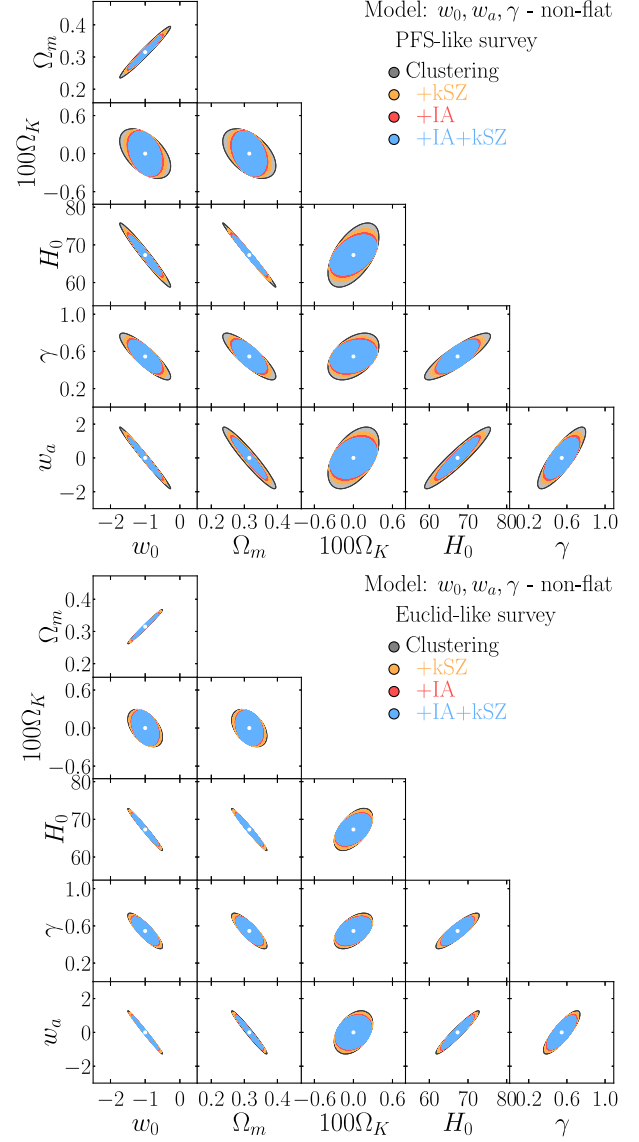 Model: w₀, wₐ, γ - non-flat
PFS-like survey
Clustering
+kSZ
+IA
+IA+kSZ
Ωₘ
0.4
0.3
0.2
100Ω_K
0.6
0.0
−0.6
H₀
80
70
60
γ
1.0
0.6
0.2
wₐ
2
0
−2
−2 −1 0 0.2 0.3 0.4 −0.6 0.0 0.6 60 70 80 0.2 0.6 1.0
w₀ Ωₘ 100Ω_K H₀ γ
Model: w₀, wₐ, γ - non-flat
Euclid-like survey
Clustering
+kSZ
+IA
+IA+kSZ
Ωₘ
0.4
0.3
0.2
100Ω_K
0.6
0.0
−0.6
H₀
80
70
60
γ
1.0
0.6
0.2
wₐ
2
0
−2
−2 −1 0 0.2 0.3 0.4 −0.6 0.0 0.6 60 70 80 0.2 0.6 1.0
w₀ Ωₘ 100Ω_K H₀ γ